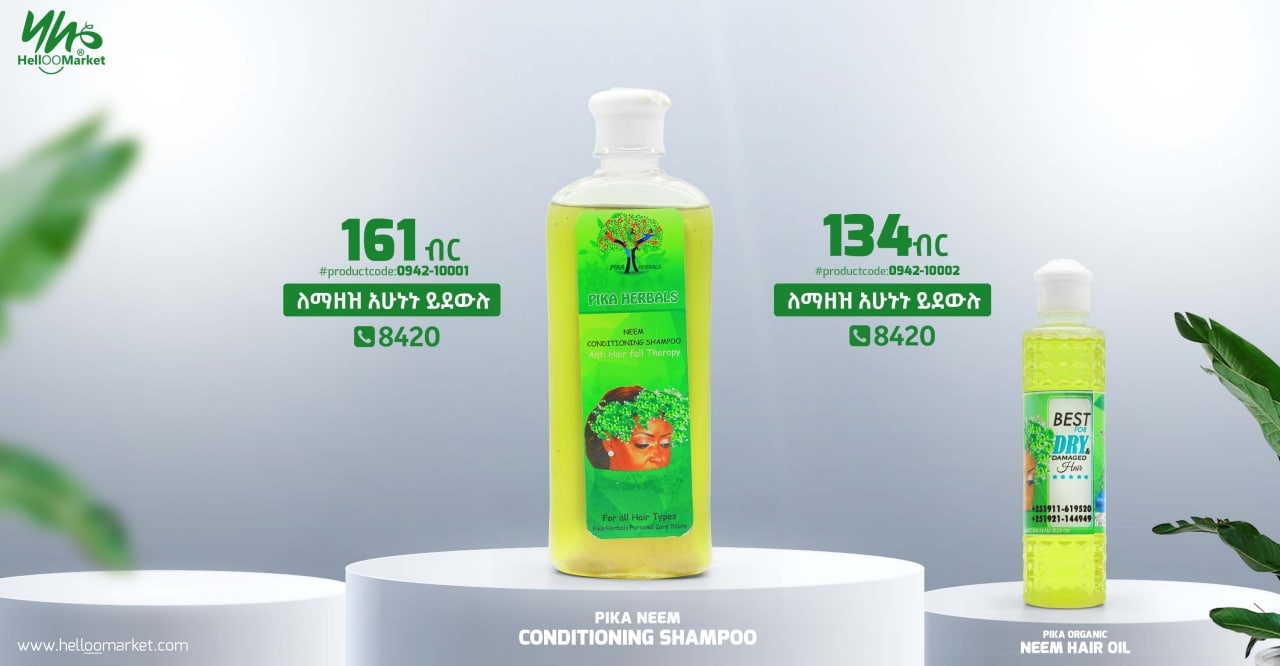 ሃሎ
HellOOMarket
161 ብር
#productcode:0942-10001
ለማዘዝ አሁኑኑ ይደውሉ
8420
134 ብር
#productcode:0942-10002
ለማዘዝ አሁኑኑ ይደውሉ
8420
PIKA HERBALS
PIKA HERBALS
NEEM
CONDITIONING SHAMPOO
Anti Hair fall Therapy
For all Hair Types
Pika Herbals Personal Care Store
BEST
FOR
DRY &
DAMAGED
Hair
+251911-619520
+251921-144949
PIKA NEEM
CONDITIONING SHAMPOO
PIKA ORGANIC
NEEM HAIR OIL
www.helloomarket.com